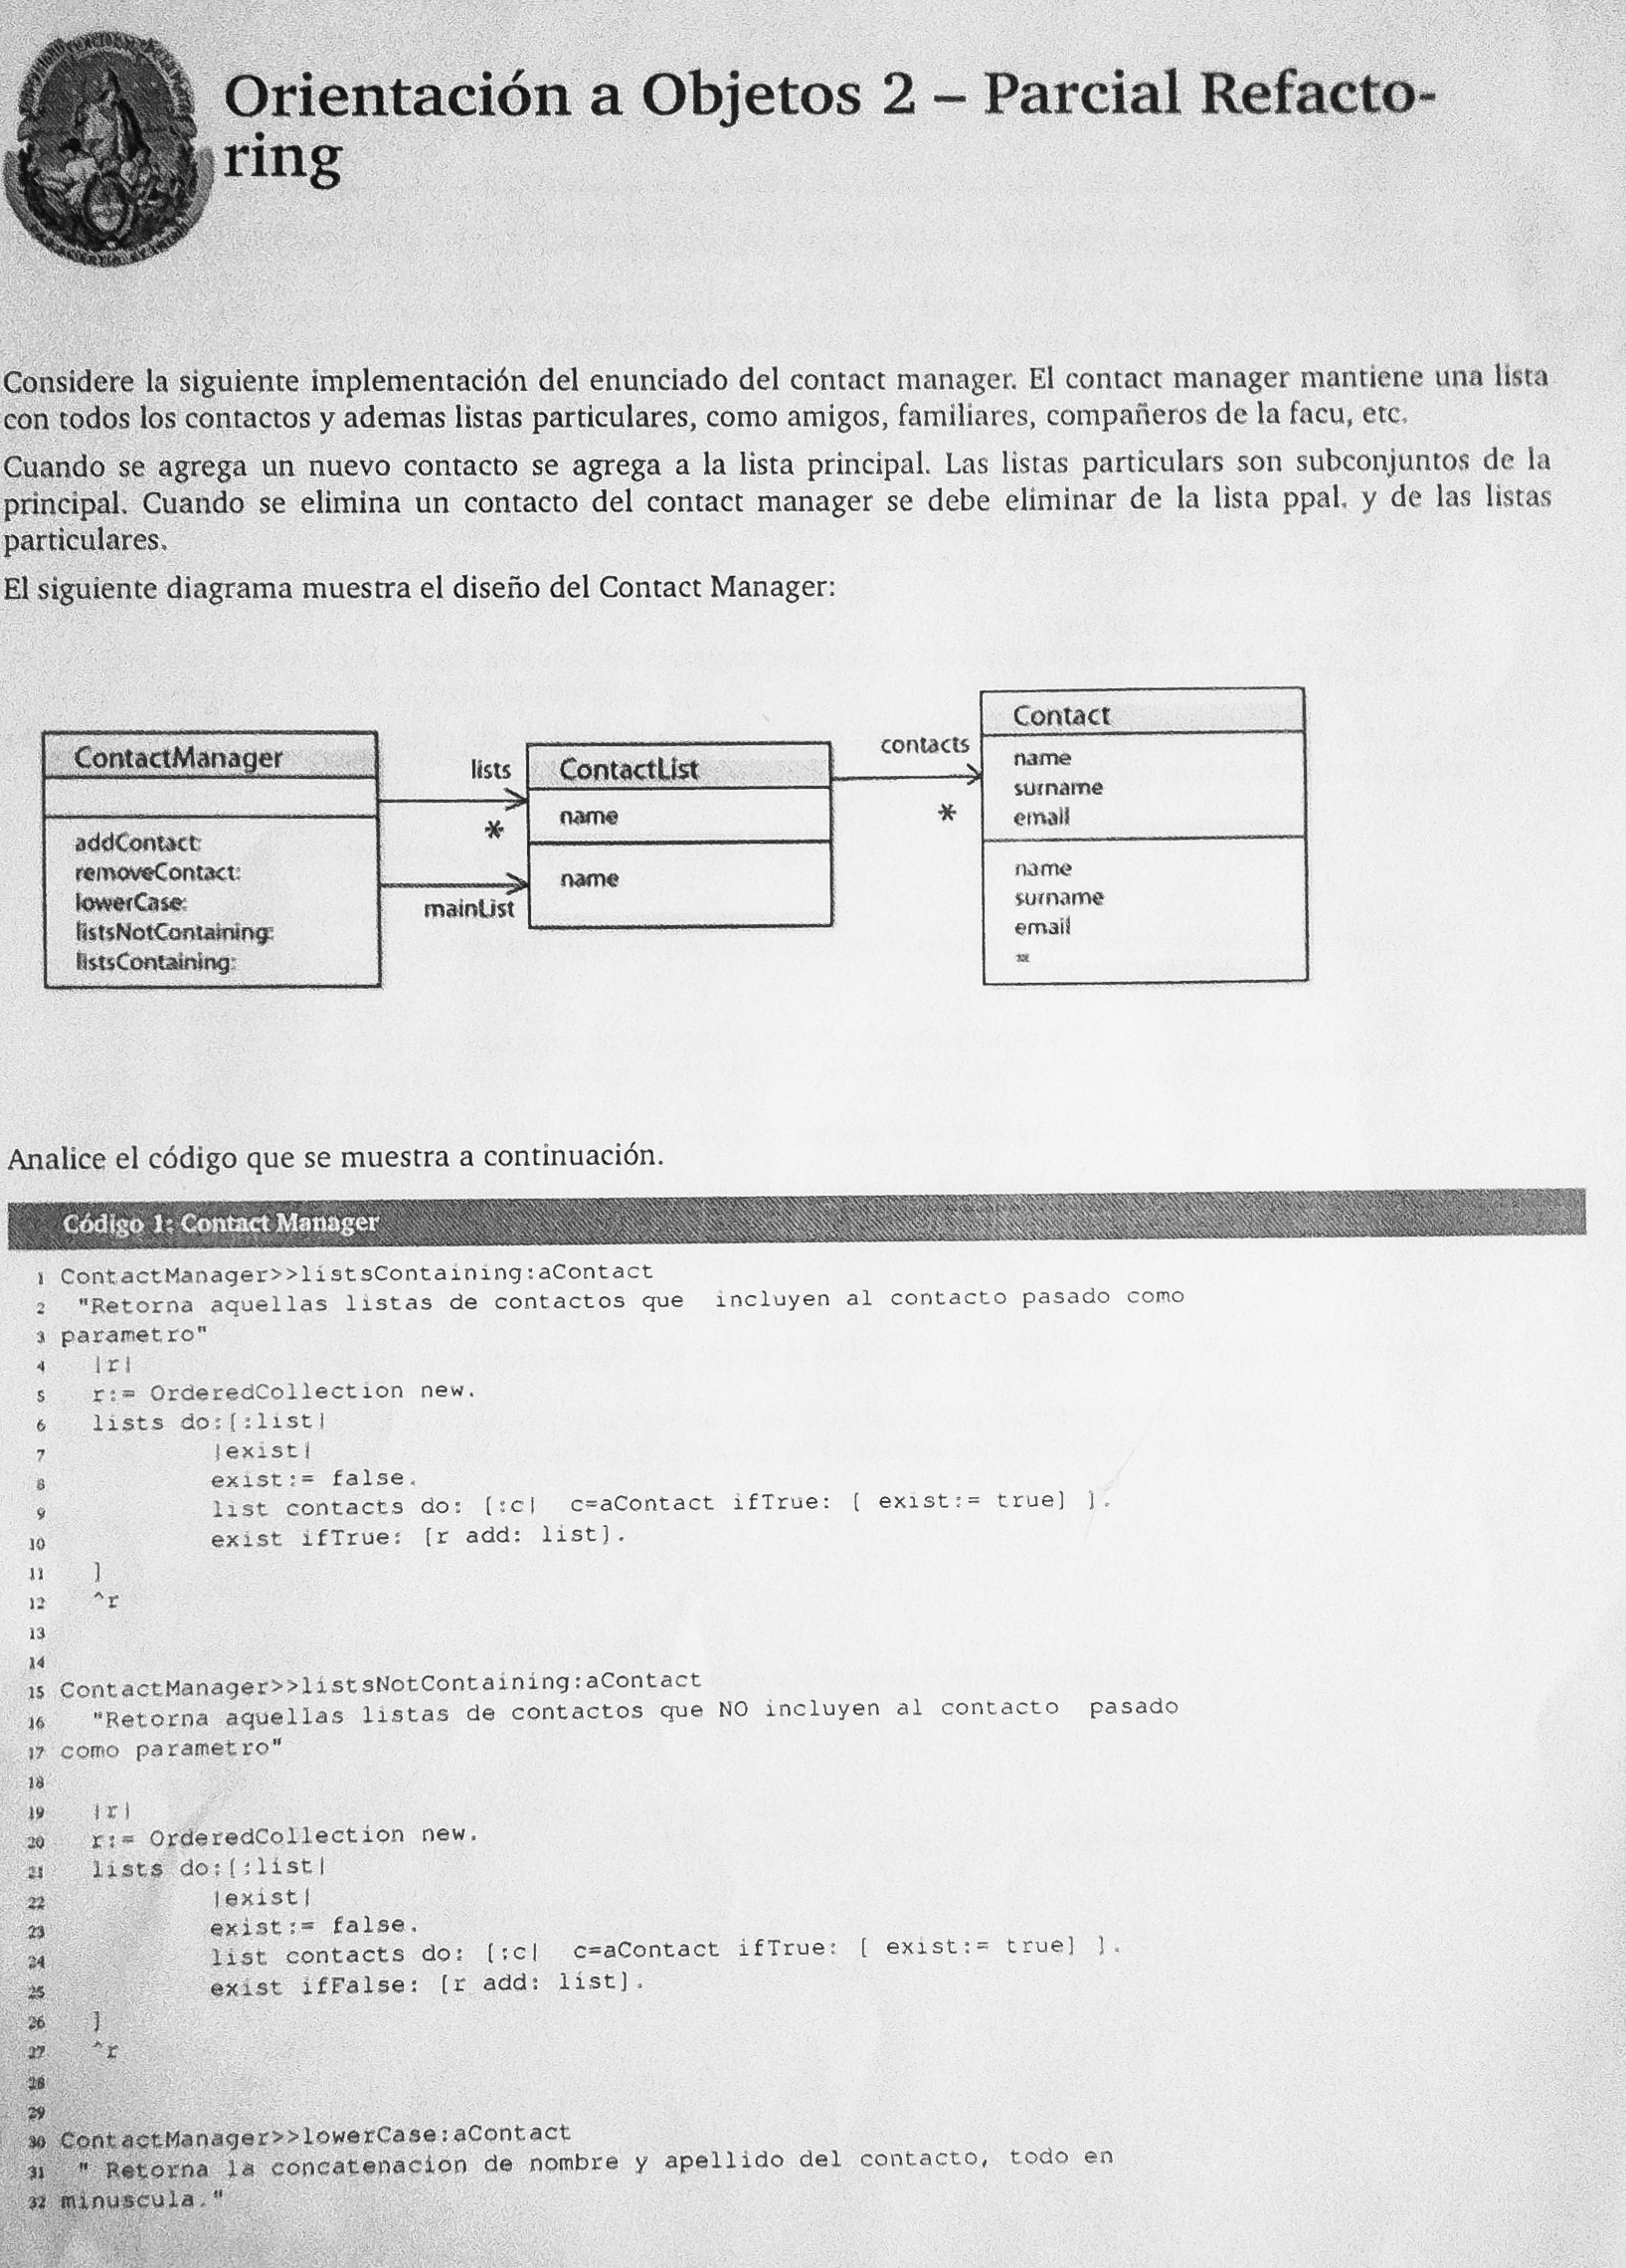 Orientación a Objetos 2 – Parcial Refacto-
ring
Considere la siguiente implementación del enunciado del contact manager. El contact manager mantiene una lista
con todos los contactos y ademas listas particulares, como amigos, familiares, compañeros de la facu, etc.
Cuando se agrega un nuevo contacto se agrega a la lista principal. Las listas particulars son subconjuntos de la
principal. Cuando se elimina un contacto del contact manager se debe eliminar de la lista ppal. y de las listas
particulares.
El siguiente diagrama muestra el diseño del Contact Manager:
ContactManager
addContact:
removeContact:
lowerCase:
listsNotContaining:
listsContaining:
lists
*
mainList
ContactList
name
name
contacts
*
Contact
name
surname
email
name
surname
email
Analice el código que se muestra a continuación.
Código 1: Contact Manager
1 ContactManager>>listsContaining:aContact
2 "Retorna aquellas listas de contactos que incluyen al contacto pasado como
3 parametro"
4 |r|
5 r:= OrderedCollection new.
6 lists do:[:list|
7 |exist|
8 exist:= false.
9 list contacts do: [:c| c=aContact ifTrue: [ exist:= true] ].
10 exist ifTrue: [r add: list].
11 ]
12 ^r
13
14
15 ContactManager>>listsNotContaining:aContact
16 "Retorna aquellas listas de contactos que NO incluyen al contacto pasado
17 como parametro"
18
19 |r|
20 r:= OrderedCollection new.
21 lists do:[:list|
22 |exist|
23 exist:= false.
24 list contacts do: [:c| c=aContact ifTrue: [ exist:= true] ].
25 exist ifFalse: [r add: list].
26 ]
27 ^r
28
29
30 ContactManager>>lowerCase:aContact
31 " Retorna la concatenacion de nombre y apellido del contacto, todo en
32 minuscula."